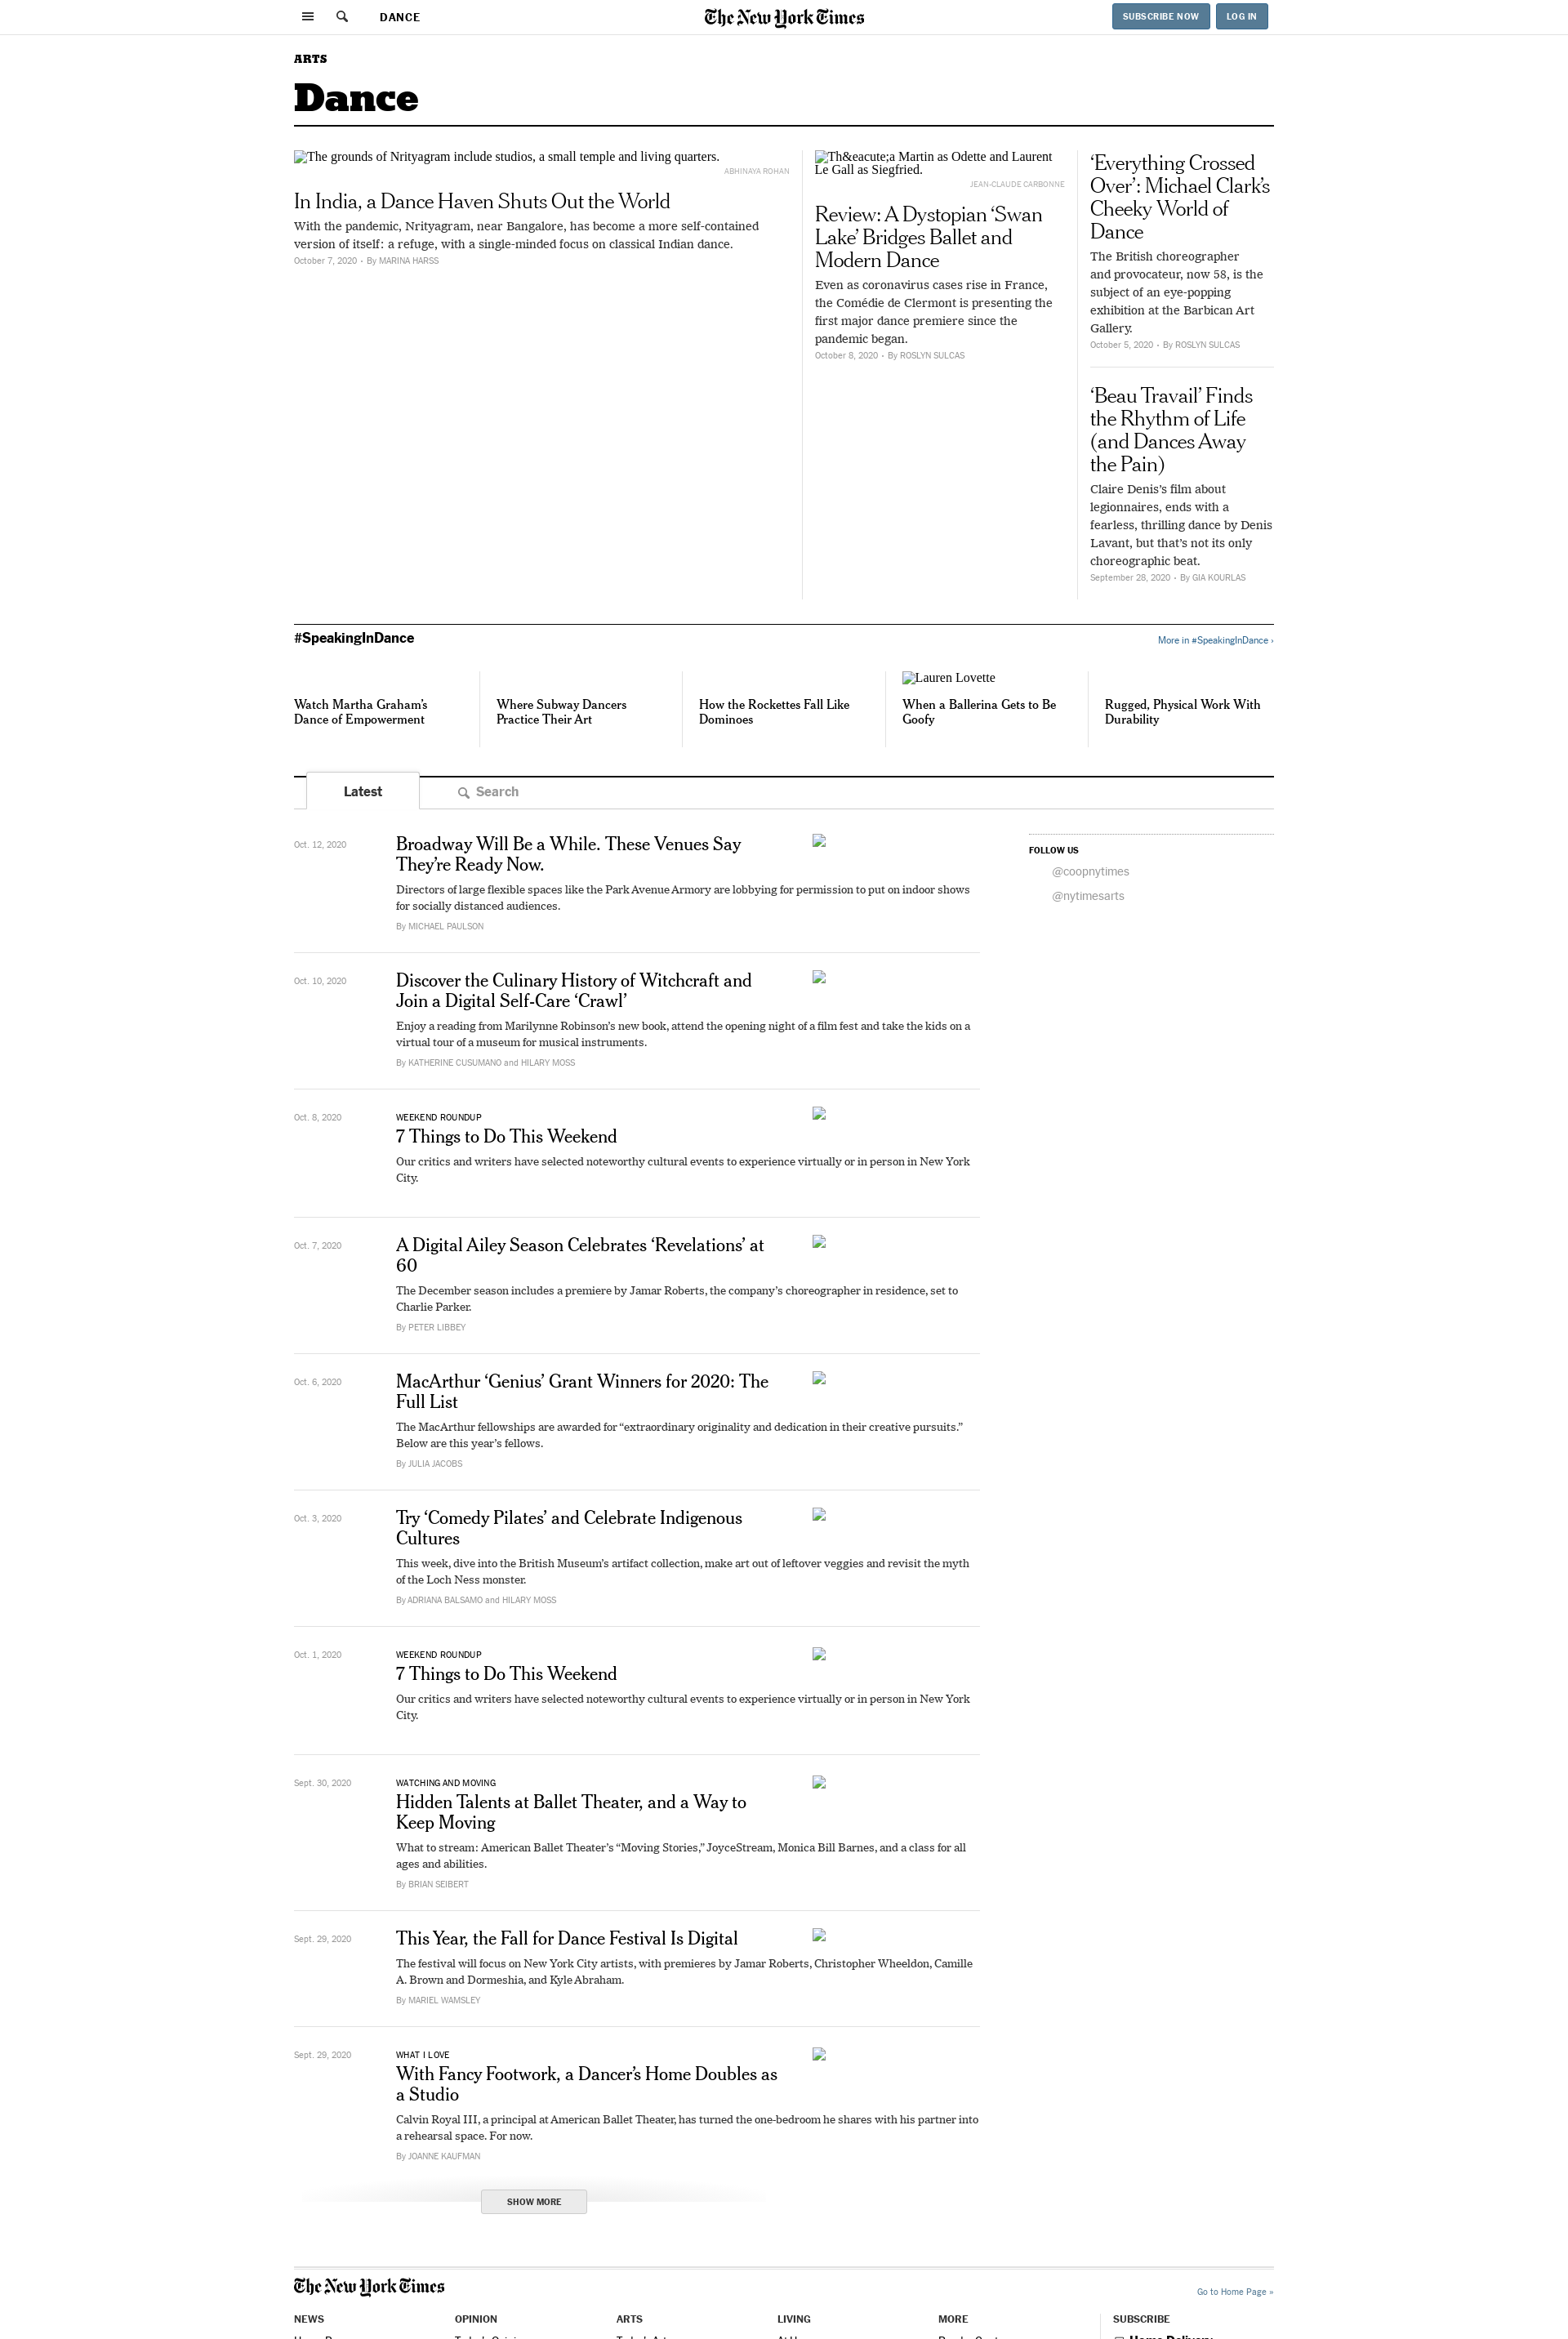 DANCE
The New York Times
SUBSCRIBE NOW
LOG IN
ARTS
Dance
The grounds of Nrityagram include studios, a small temple and living quarters.
ABHINAYA ROHAN
In India, a Dance Haven Shuts Out the World
With the pandemic, Nrityagram, near Bangalore, has become a more self-contained
version of itself: a refuge, with a single-minded focus on classical Indian dance.
October 7, 2020 • By MARINA HARSS
Th&eacute;a Martin as Odette and Laurent
Le Gall as Siegfried.
JEAN-CLAUDE CARBONNE
Review: A Dystopian ‘Swan
Lake’ Bridges Ballet and
Modern Dance
Even as coronavirus cases rise in France,
the Comédie de Clermont is presenting the
first major dance premiere since the
pandemic began.
October 8, 2020 • By ROSLYN SULCAS
‘Everything Crossed
Over’: Michael Clark’s
Cheeky World of
Dance
The British choreographer
and provocateur, now 58, is the
subject of an eye-popping
exhibition at the Barbican Art
Gallery.
October 5, 2020 • By ROSLYN SULCAS
‘Beau Travail’ Finds
the Rhythm of Life
(and Dances Away
the Pain)
Claire Denis’s film about
legionnaires, ends with a
fearless, thrilling dance by Denis
Lavant, but that’s not its only
choreographic beat.
September 28, 2020 • By GIA KOURLAS
#SpeakingInDance
More in #SpeakingInDance ›
Watch Martha Graham’s
Dance of Empowerment
Where Subway Dancers
Practice Their Art
How the Rockettes Fall Like
Dominoes
Lauren Lovette
When a Ballerina Gets to Be
Goofy
Rugged, Physical Work With
Durability
Latest
Search
Oct. 12, 2020
Broadway Will Be a While. These Venues Say
They’re Ready Now.
Directors of large flexible spaces like the Park Avenue Armory are lobbying for permission to put on indoor shows
for socially distanced audiences.
By MICHAEL PAULSON
FOLLOW US
@coopnytimes
@nytimesarts
Oct. 10, 2020
Discover the Culinary History of Witchcraft and
Join a Digital Self-Care ‘Crawl’
Enjoy a reading from Marilynne Robinson’s new book, attend the opening night of a film fest and take the kids on a
virtual tour of a museum for musical instruments.
By KATHERINE CUSUMANO and HILARY MOSS
Oct. 8, 2020
WEEKEND ROUNDUP
7 Things to Do This Weekend
Our critics and writers have selected noteworthy cultural events to experience virtually or in person in New York
City.
Oct. 7, 2020
A Digital Ailey Season Celebrates ‘Revelations’ at
60
The December season includes a premiere by Jamar Roberts, the company’s choreographer in residence, set to
Charlie Parker.
By PETER LIBBEY
Oct. 6, 2020
MacArthur ‘Genius’ Grant Winners for 2020: The
Full List
The MacArthur fellowships are awarded for “extraordinary originality and dedication in their creative pursuits.”
Below are this year’s fellows.
By JULIA JACOBS
Oct. 3, 2020
Try ‘Comedy Pilates’ and Celebrate Indigenous
Cultures
This week, dive into the British Museum’s artifact collection, make art out of leftover veggies and revisit the myth
of the Loch Ness monster.
By ADRIANA BALSAMO and HILARY MOSS
Oct. 1, 2020
WEEKEND ROUNDUP
7 Things to Do This Weekend
Our critics and writers have selected noteworthy cultural events to experience virtually or in person in New York
City.
Sept. 30, 2020
WATCHING AND MOVING
Hidden Talents at Ballet Theater, and a Way to
Keep Moving
What to stream: American Ballet Theater’s “Moving Stories,” JoyceStream, Monica Bill Barnes, and a class for all
ages and abilities.
By BRIAN SEIBERT
Sept. 29, 2020
This Year, the Fall for Dance Festival Is Digital
The festival will focus on New York City artists, with premieres by Jamar Roberts, Christopher Wheeldon, Camille
A. Brown and Dormeshia, and Kyle Abraham.
By MARIEL WAMSLEY
Sept. 29, 2020
WHAT I LOVE
With Fancy Footwork, a Dancer’s Home Doubles as
a Studio
Calvin Royal III, a principal at American Ballet Theater, has turned the one-bedroom he shares with his partner into
a rehearsal space. For now.
By JOANNE KAUFMAN
SHOW MORE
The New York Times
Go to Home Page »
NEWS
OPINION
ARTS
LIVING
MORE
SUBSCRIBE
Home Delivery